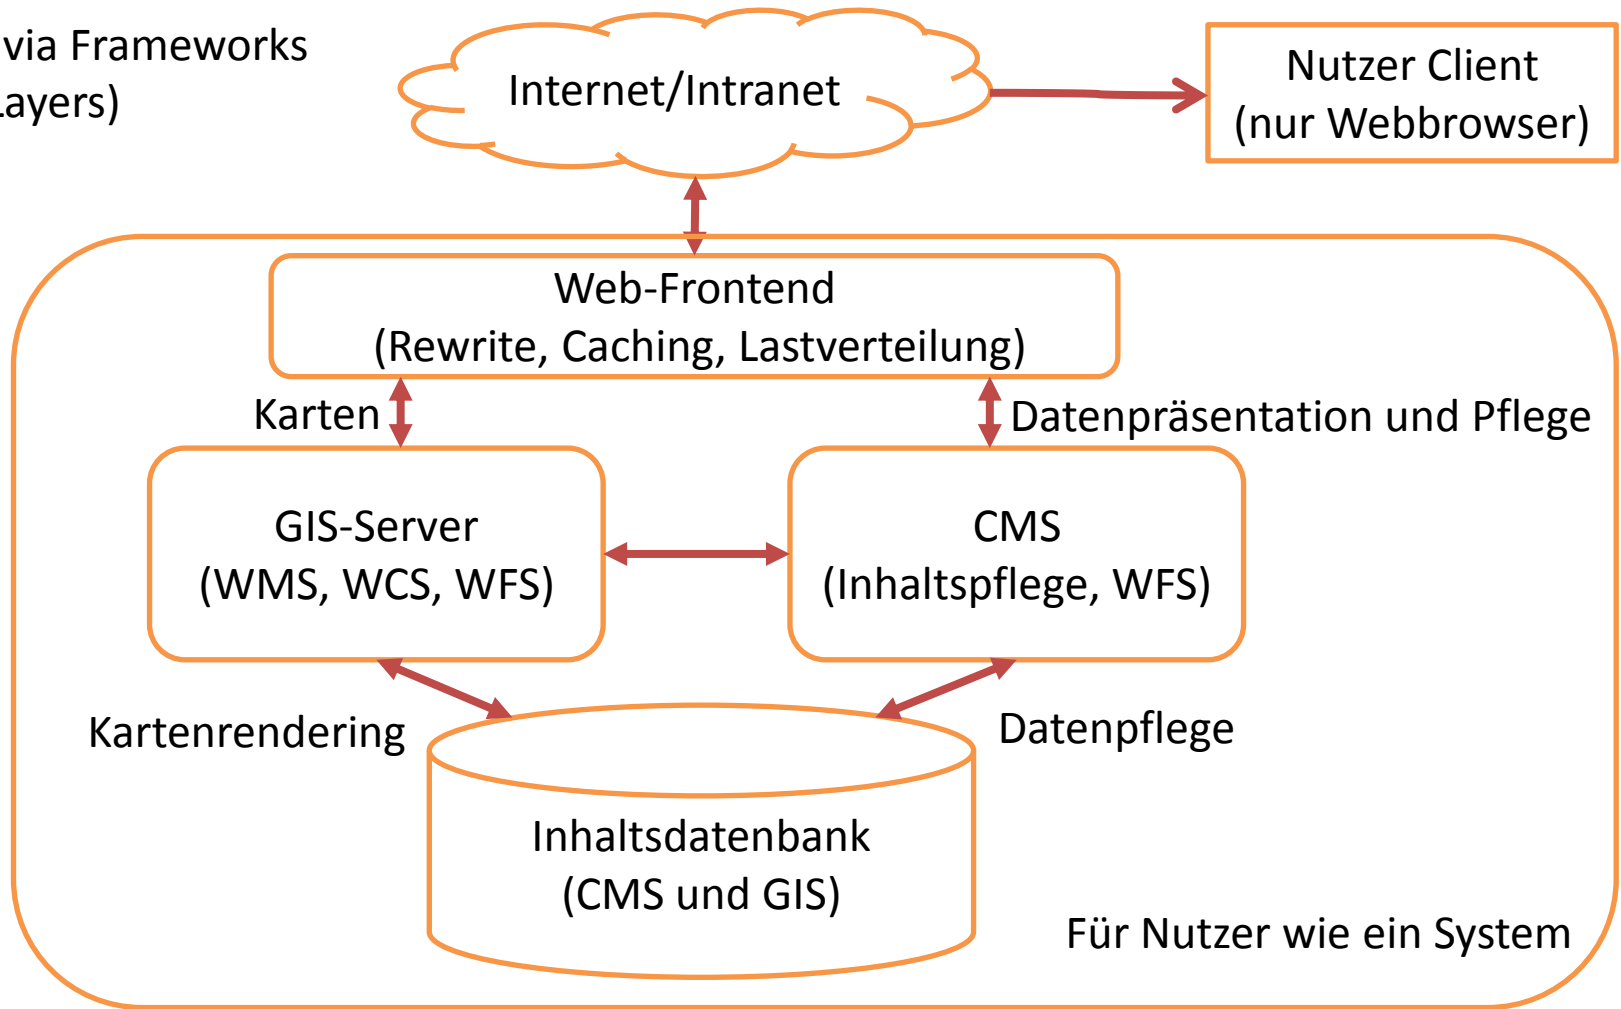 via Frameworks
Layers)
Internet/Intranet
Nutzer Client
(nur Webbrowser)
Web-Frontend
(Rewrite, Caching, Lastverteilung)
Karten
Datenpräsentation und Pflege
GIS-Server
(WMS, WCS, WFS)
CMS
(Inhaltspflege, WFS)
Kartenrendering
Datenpflege
Inhaltsdatenbank
(CMS und GIS)
Für Nutzer wie ein System